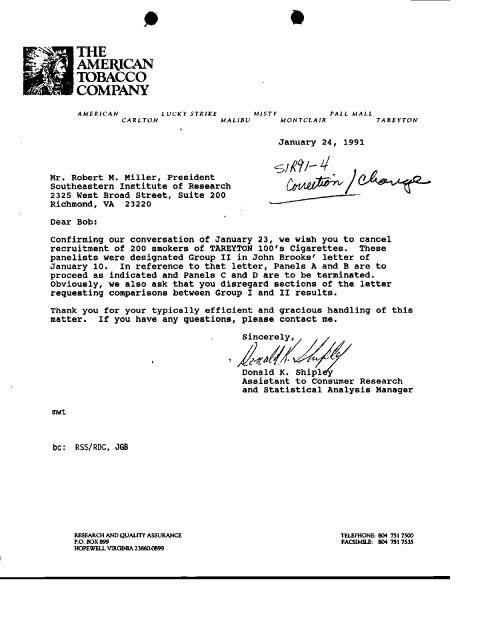 THE
AMERICAN
TOBACCO
COMPANY
AMERICAN LUCKY STRIKE MISTY PALL MALL
CARLTON MALIBU MONTCLAIR TAREYTON
January 24, 1991
SIR91-4
Correction / Change
Mr. Robert M. Miller, President
Southeastern Institute of Research
2325 West Broad Street, Suite 200
Richmond, VA 23220
Dear Bob:
Confirming our conversation of January 23, we wish you to cancel
recruitment of 200 smokers of TAREYTON 100's Cigarettes. These
panelists were designated Group II in John Brooks' letter of
January 10. In reference to that letter, Panels A and B are to
proceed as indicated and Panels C and D are to be terminated.
Obviously, we also ask that you disregard sections of the letter
requesting comparisons between Group I and II results.
Thank you for your typically efficient and gracious handling of this
matter. If you have any questions, please contact me.
Sincerely,
Donald K. Shipley
Donald K. Shipley
Assistant to Consumer Research
and Statistical Analysis Manager
mwt
bc: RSS/RDC, JGB
RESEARCH AND QUALITY ASSURANCE
P.O. BOX 899
HOPEWELL VIRGINIA 23860-0899
TELEPHONE: 804 751 7500
FACSIMILE: 804 751 7535